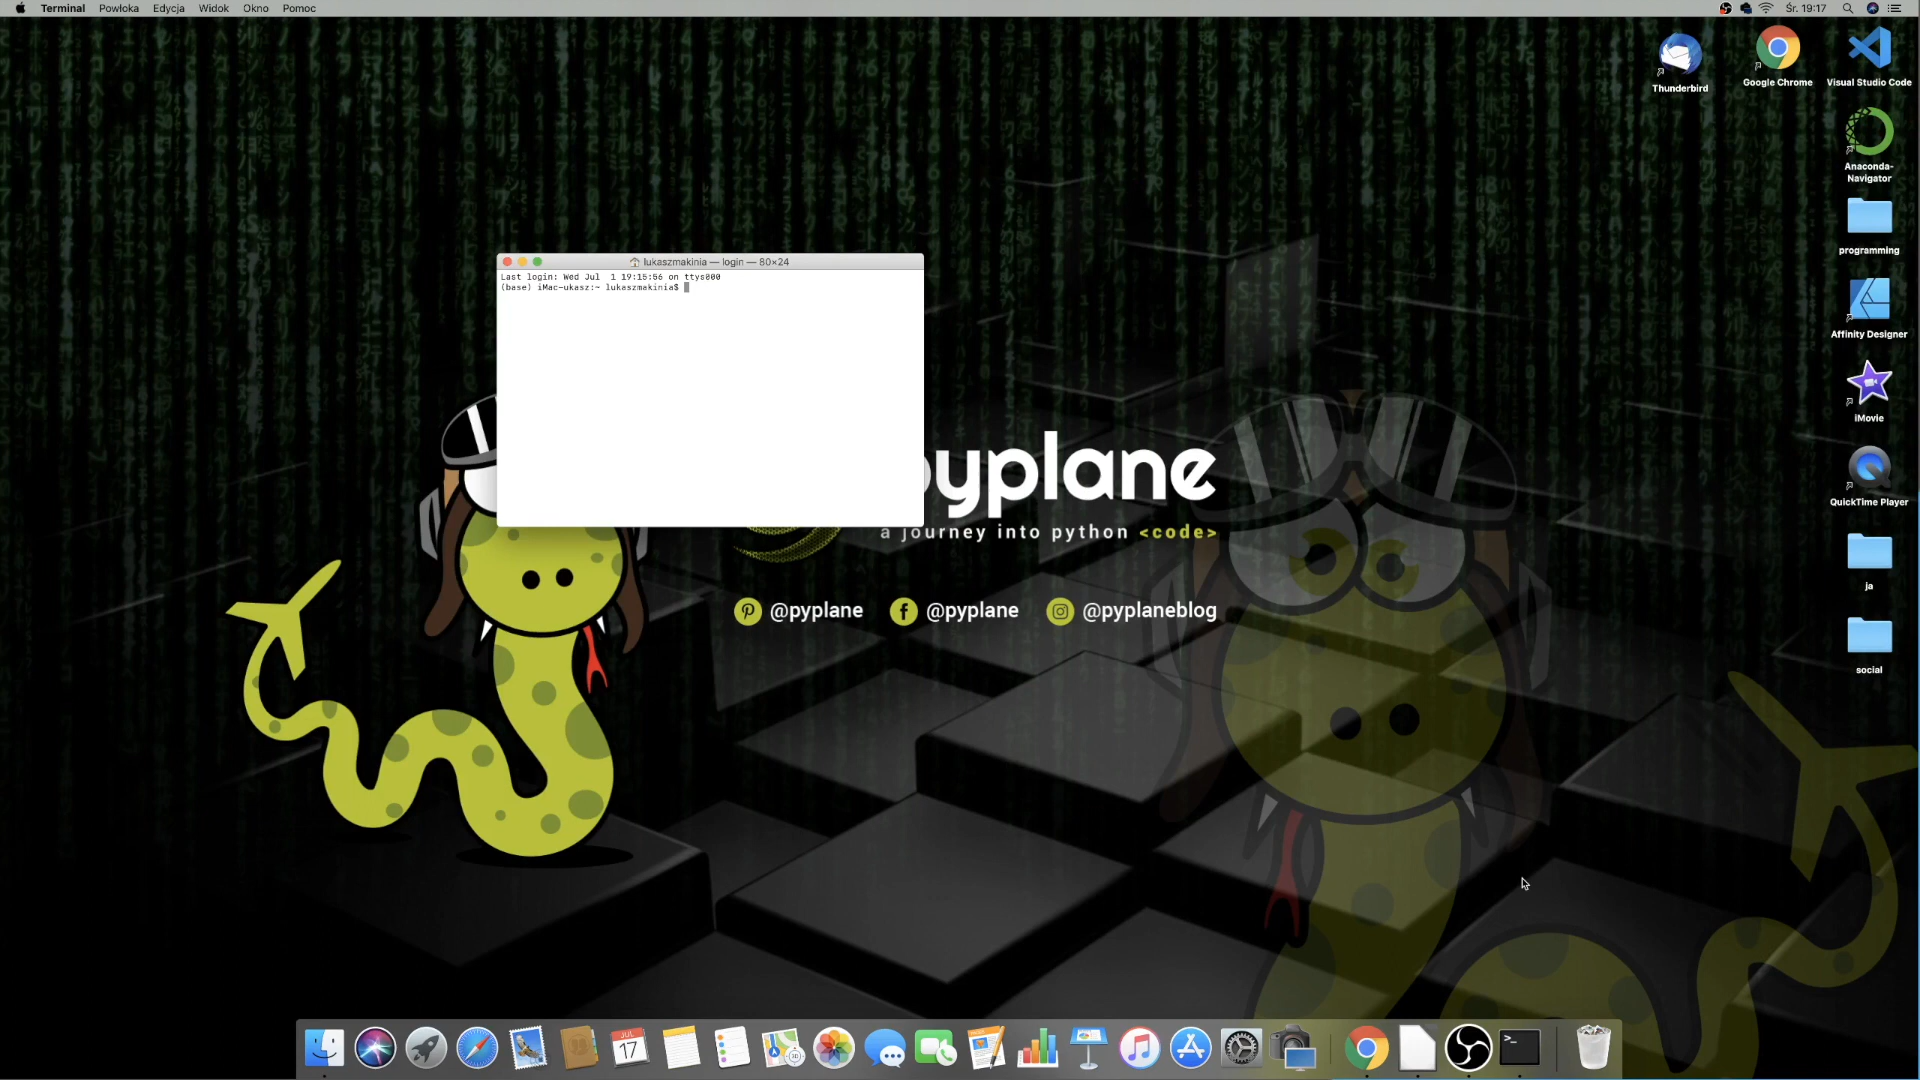 Terminal Powłoka Edycja Widok Okno Pomoc
Śr. 19:17
Thunderbird
Google Chrome
Visual Studio Code
Anaconda-
Navigator
programming
Affinity Designer
iMovie
QuickTime Player
ja
social
lukaszmakinia — login — 80×24
Last login: Wed Jul  1 19:15:56 on ttys000
(base) iMac-ukasz:~ lukaszmakinia$
pyplane
a journey into python <code>
@pyplane @pyplane @pyplaneblog
JUL
17